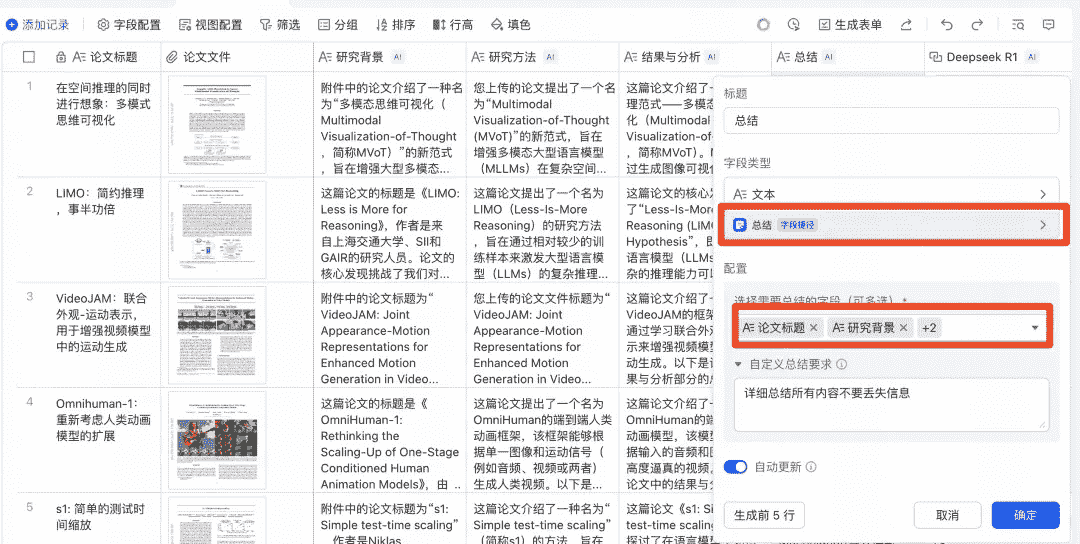 添加记录 字段配置 视图配置 筛选 分组 排序 行高 填色 生成表单
论文标题 论文文件 研究背景 AI 研究方法 AI 结果与分析 AI 总结 AI Deepseek R1 AI
1
在空间推理的同时
进行想象：多模式
思维可视化
附件中的论文介绍了一种名
为“多模态思维可视化（
Multimodal
Visualization-of-Thought
，简称MVoT）”的新范式
，旨在增强大型多模态...
您上传的论文提出了一个名
为“Multimodal
Visualization-of-Thought
(MVoT)”的新范式，旨在
增强多模态大型语言模型
（MLLMs）在复杂空间...
这篇论文介绍了一
理范式——多模态
化（Multimodal
Visualization-of-
，简称MVoT）。M
过生成图像可视化
2
LIMO：简约推理
，事半功倍
这篇论文的标题是《LIMO:
Less is More for
Reasoning》，作者是来
自上海交通大学、SII和
GAIR的研究人员。论文的
核心发现挑战了我们对...
这篇论文提出了一个名为
LIMO（Less-Is-More
Reasoning）的研究方法
，旨在通过相对较少的训
练样本来激发大型语言模
型（LLMs）的复杂推理...
这篇论文的核心发
了“Less-Is-More
Reasoning (LIMO
Hypothesis”，即
语言模型（LLMs）
杂的推理能力可以
3
VideoJAM：联合
外观-运动表示，
用于增强视频模型
中的运动生成
附件中的论文标题为“
VideoJAM: Joint
Appearance-Motion
Representations for
Enhanced Motion
Generation in Video...
您上传的论文文件标题为“
VideoJAM: Joint
Appearance-Motion
Representations for
Enhanced Motion
Generation in Video...
这篇论文介绍了一
VideoJAM的框架
通过学习联合外观
示来增强视频模型
动生成。以下是该
果与分析部分的总
4
Omnihuman-1：
重新考虑人类动画
模型的扩展
这篇论文的标题是《
OmniHuman-1:
Rethinking the
Scaling-Up of One-Stage
Conditioned Human
Animation Models》，由 ...
这篇论文提出了一个名为
OmniHuman的端到端人类
动画框架，该框架能够根
据单一图像和运动信号（
例如音频、视频或两者）
生成人类视频。以下是...
这篇论文介绍了一
OmniHuman的端
动画模型，该模型
据输入的音频和图
高度逼真的视频。
论文中的结果与分
5
s1: 简单的测试时
间缩放
附件中的论文标题为“s1:
Simple test-time scaling”
，作者是Niklas
这篇论文介绍了一种名为“
Simple test-time scaling”
（简称s1）的方法，旨在
这篇论文《s1: Sim
test-time scaling
探讨了在语言模型
标题
总结
字段类型
文本
总结 字段捷径
配置
选择需要总结的字段（可多选）*
论文标题 × 研究背景 × +2
自定义总结要求
详细总结所有内容不要丢失信息
自动更新
生成前 5 行 取消 确定